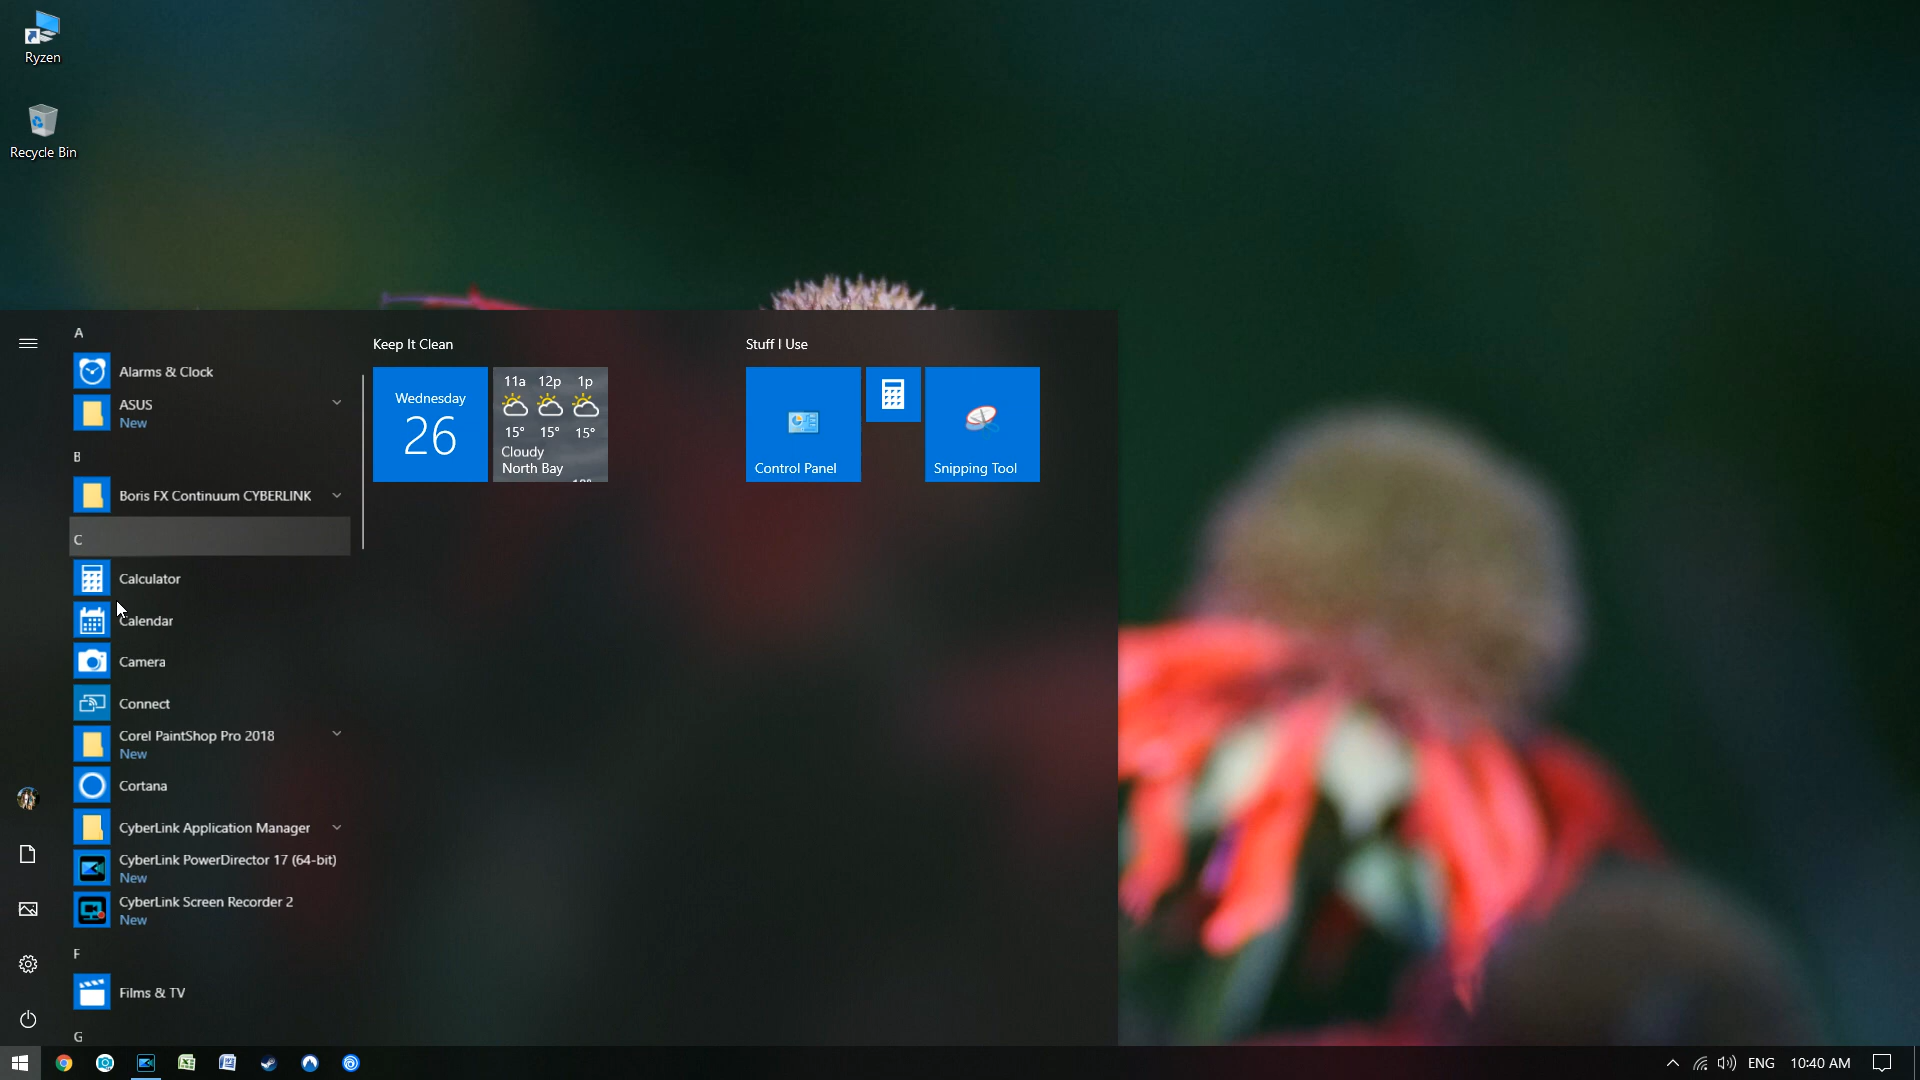 Ryzen
Recycle Bin
A
Alarms & Clock
ASUS
New
B
Boris FX Continuum CYBERLINK
C
Calculator
Calendar
Camera
Connect
Corel PaintShop Pro 2018
New
Cortana
CyberLink Application Manager
CyberLink PowerDirector 17 (64-bit)
New
CyberLink Screen Recorder 2
New
F
Films & TV
G
Keep It Clean
Wednesday
26
11a 12p 1p
15° 15° 15°
Cloudy
North Bay
Stuff I Use
Control Panel
Snipping Tool
ENG 10:40 AM